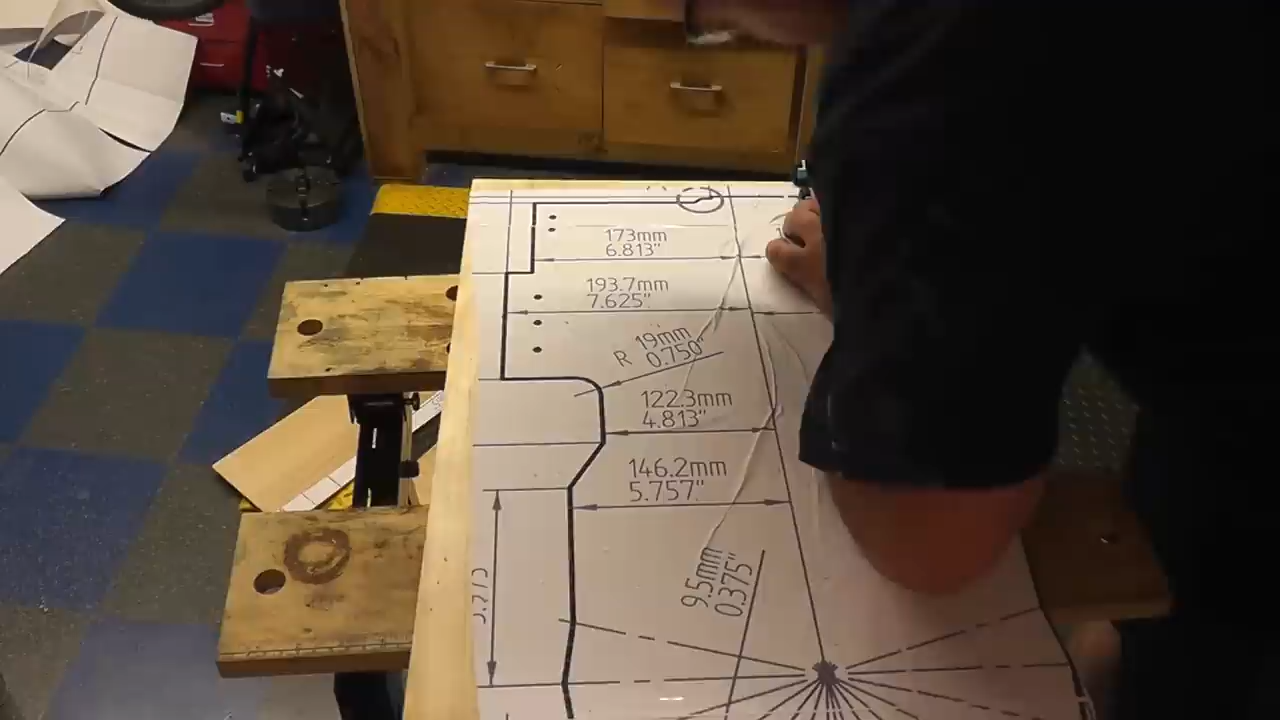 173mm
6.813"
193.7mm
7.625"
R 19mm
0.750"
122.3mm
4.813"
146.2mm
5.757"
9.5mm
0.375"